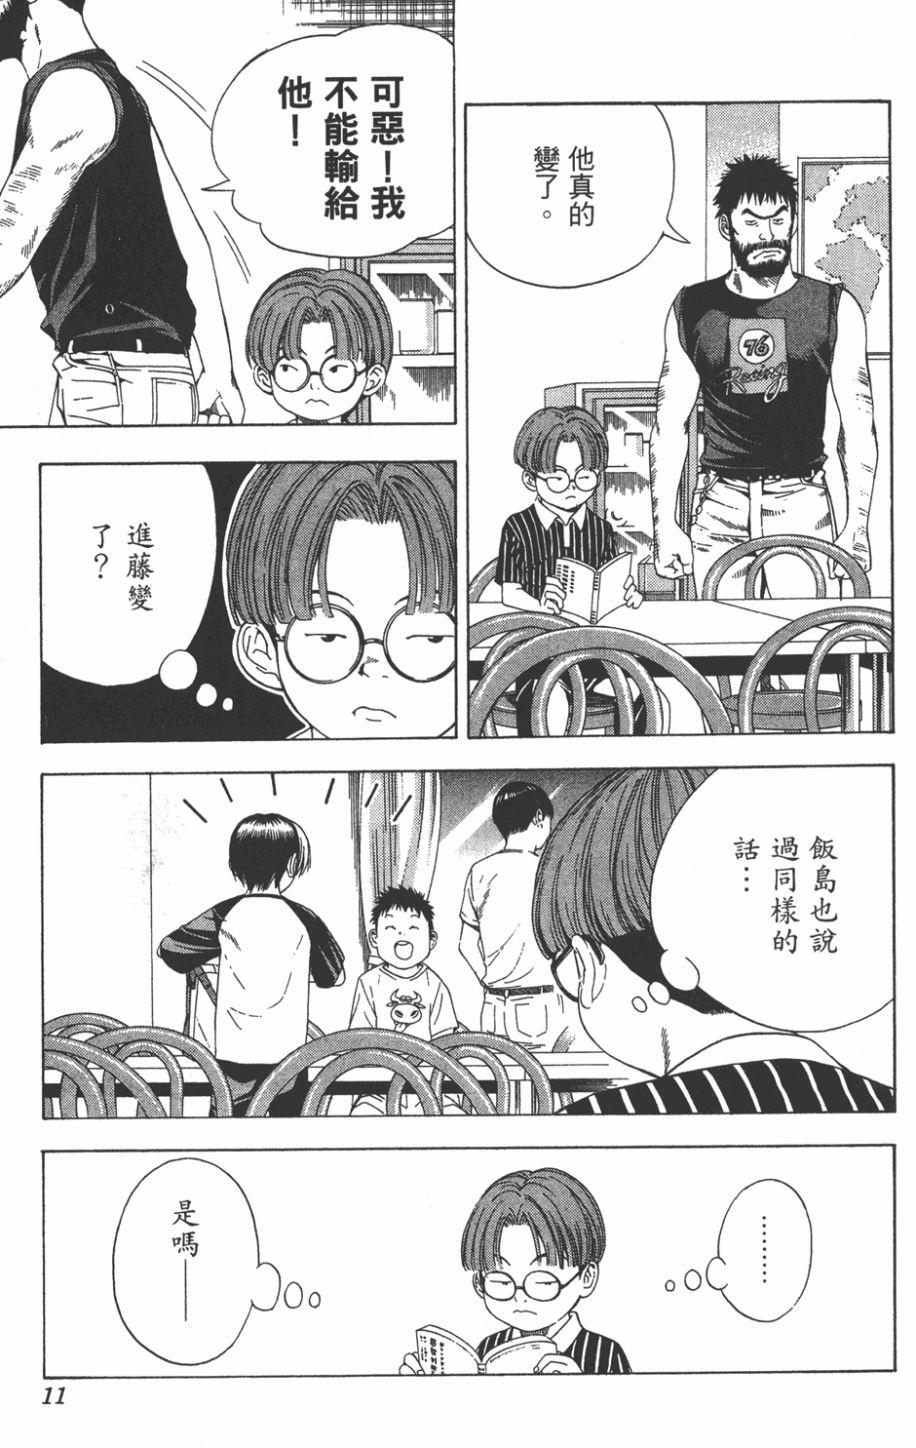 他真的
變了。
76
Racing
可惡！我
不能輸給
他！
進藤變
了？
飯島也說
過同樣的
話…
………
是嗎——
11